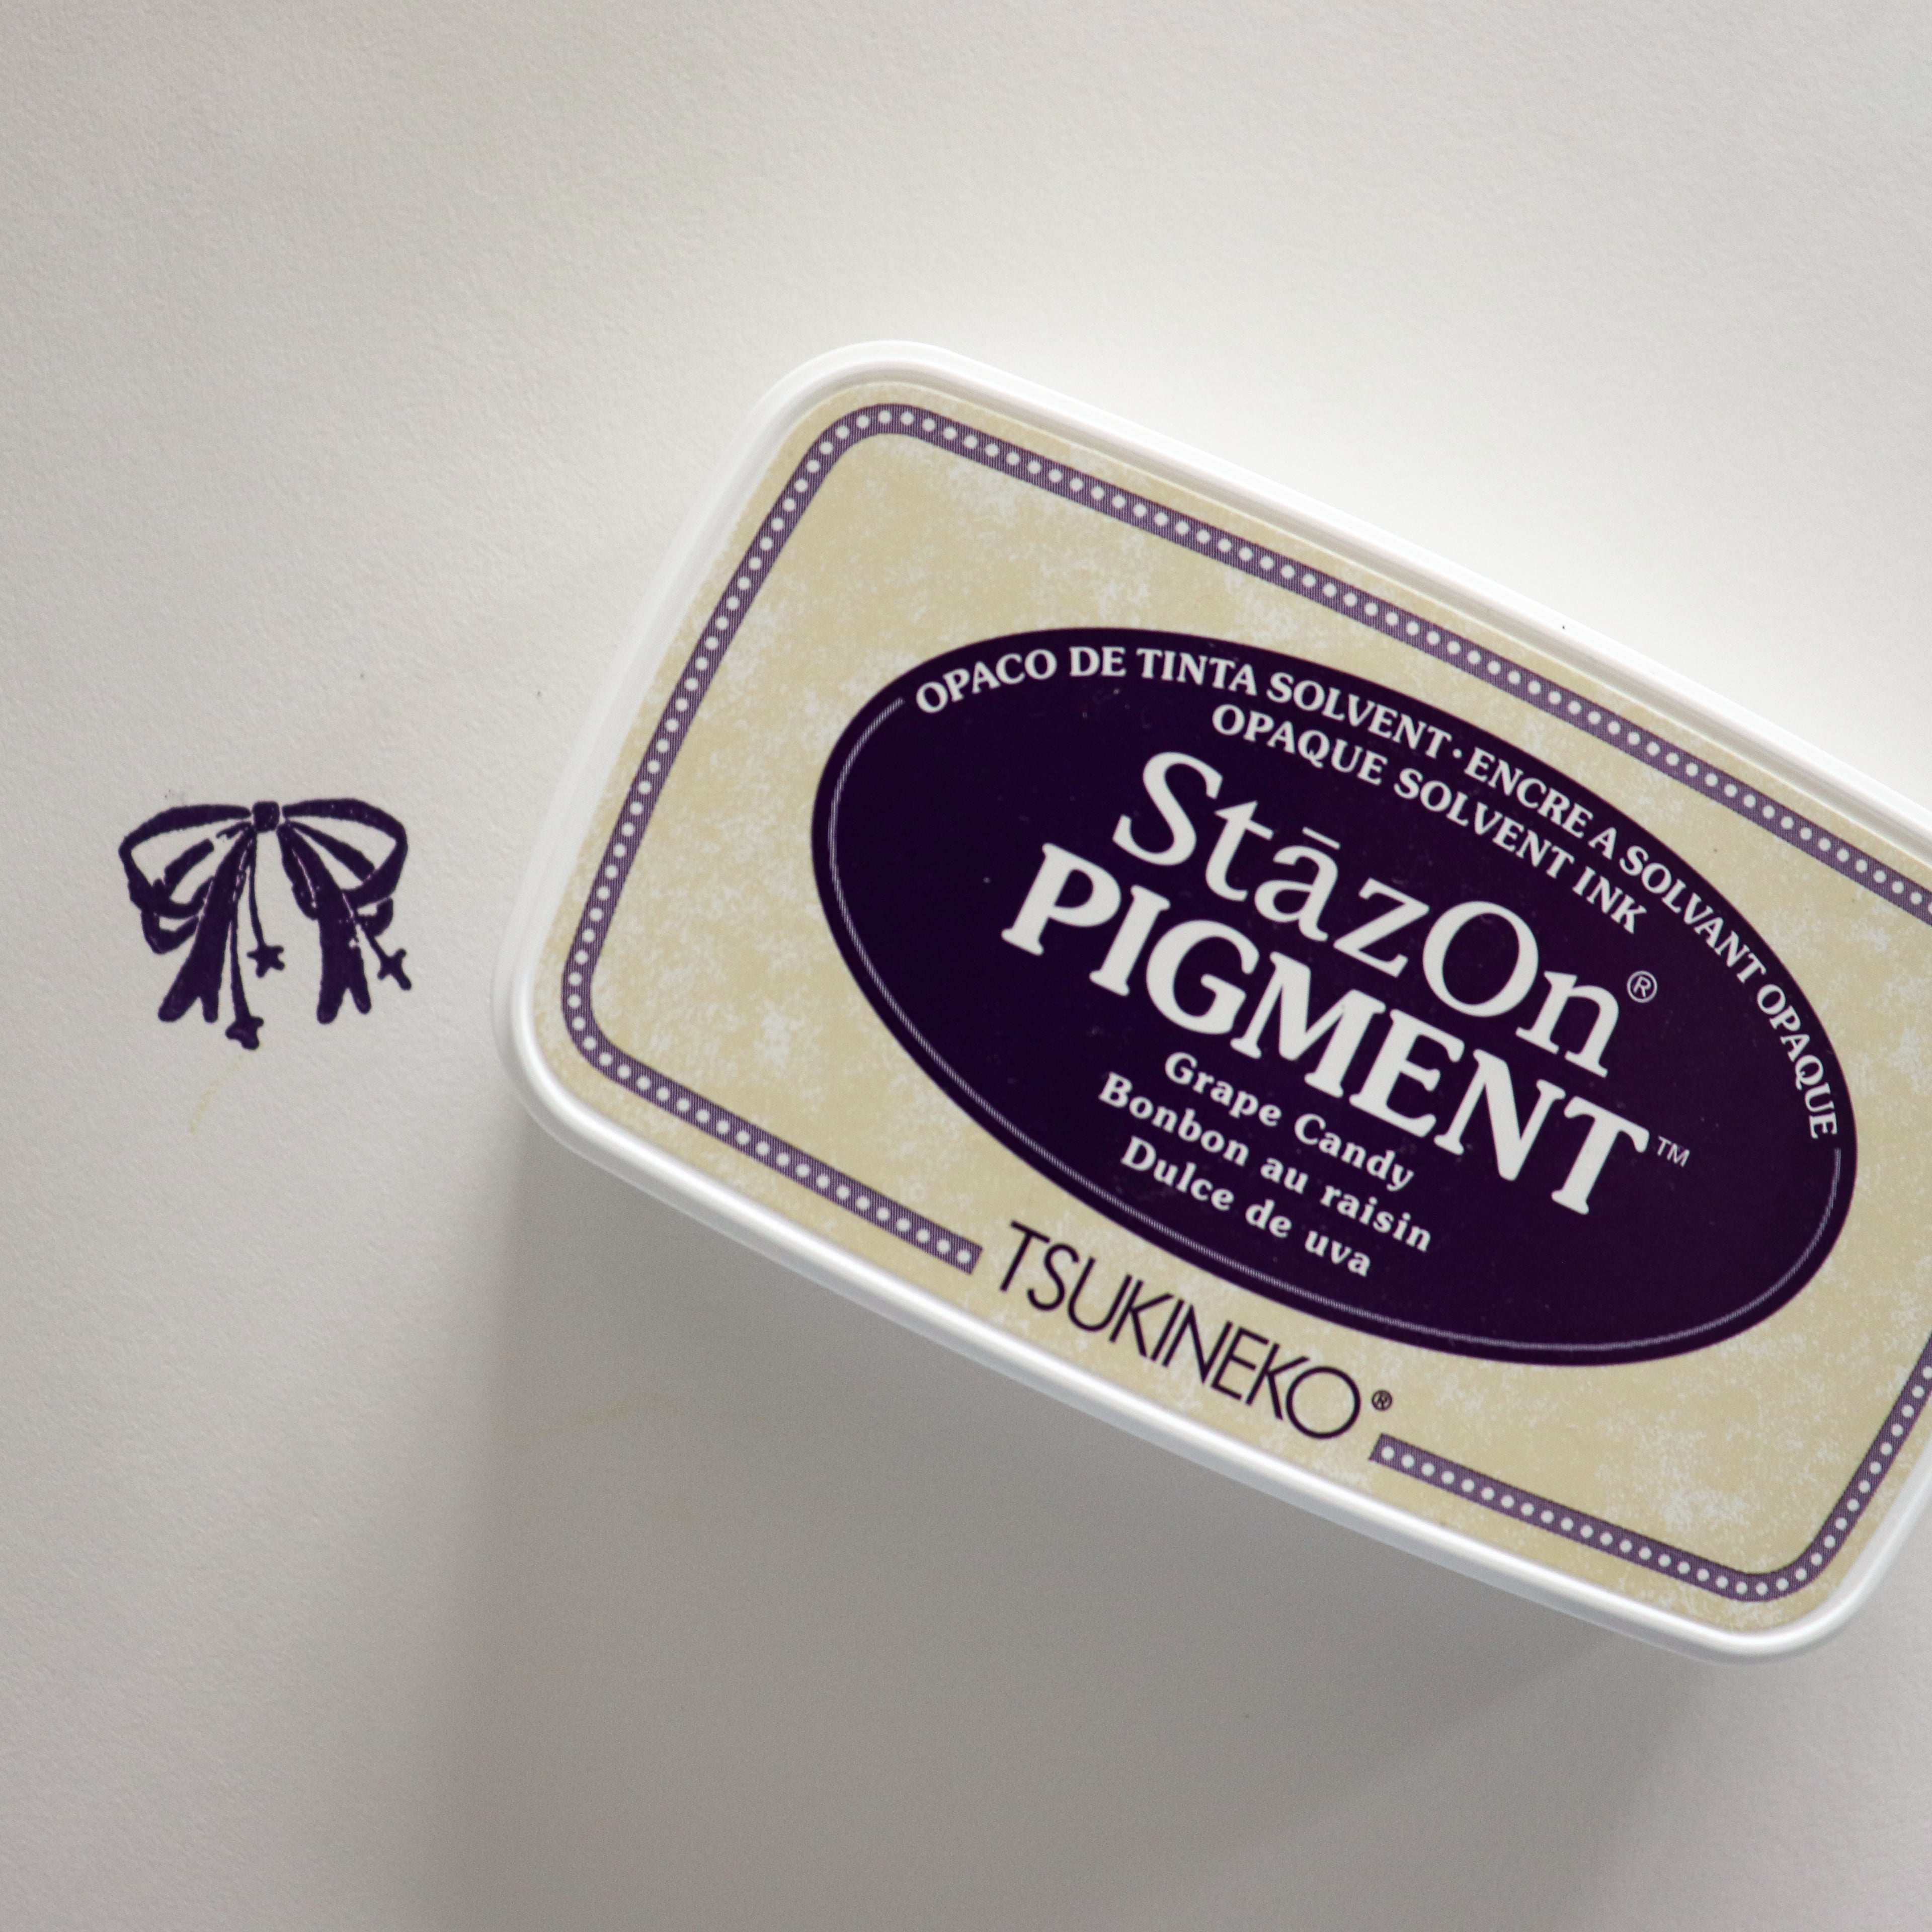 OPACO DE TINTA SOLVENT · ENCRE A SOLVANT OPAQUE
OPAQUE SOLVENT INK
StāzOn®
PIGMENT™
Grape Candy
Bonbon au raisin
Dulce de uva
TSUKINEKO®